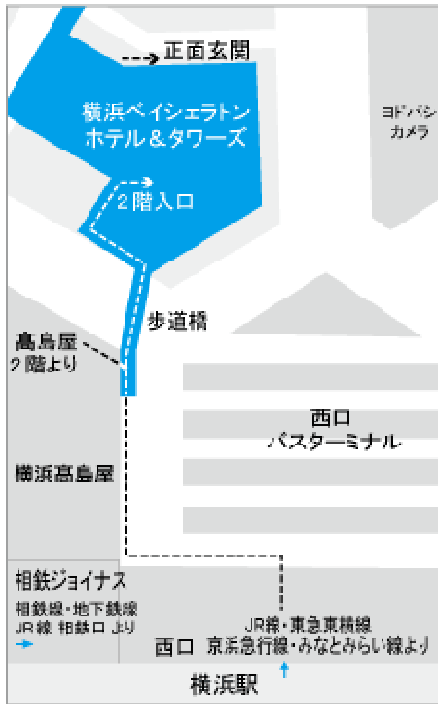 正面玄関
横浜ベイシェラトン
ホテル＆タワーズ
ヨドバシ
カメラ
2階入口
歩道橋
髙島屋
2階より
西口
バスターミナル
横浜髙島屋
相鉄ジョイナス
相鉄線・地下鉄線
JR線 相鉄口 より
JR線・東急東横線
西口 京浜急行線・みなとみらい線より
横浜駅